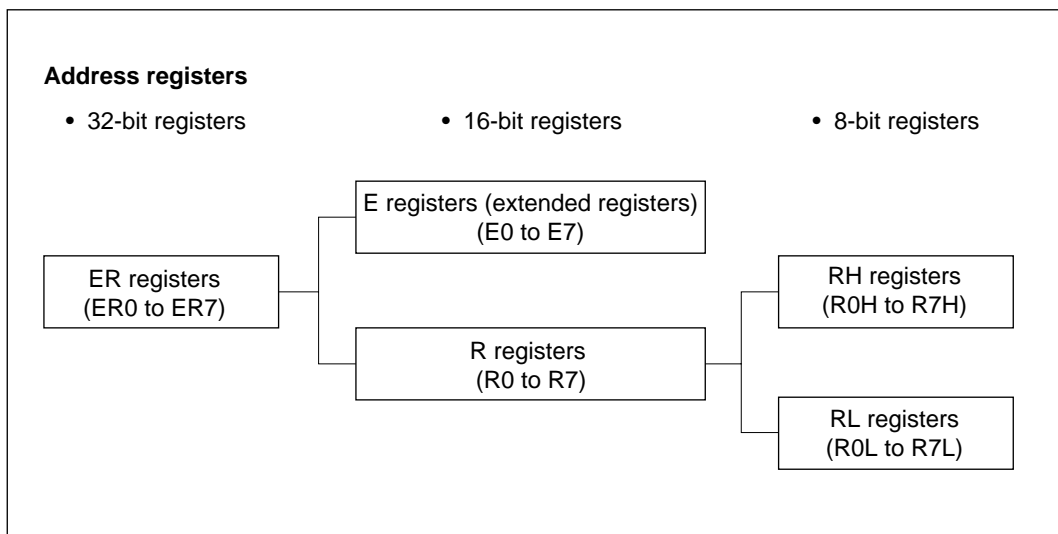 Address registers
• 32-bit registers
• 16-bit registers
• 8-bit registers
E registers (extended registers)
(E0 to E7)
ER registers
(ER0 to ER7)
RH registers
(R0H to R7H)
R registers
(R0 to R7)
RL registers
(R0L to R7L)